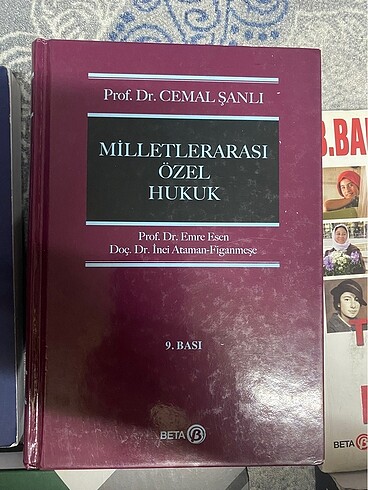 Prof. Dr. CEMAL ŞANLI
MİLLETLERARASI
ÖZEL
HUKUK
Prof. Dr. Emre Esen
Doç. Dr. İnci Ataman-Figanmeşe
9. BASI
BETA B
B.BA
BETA